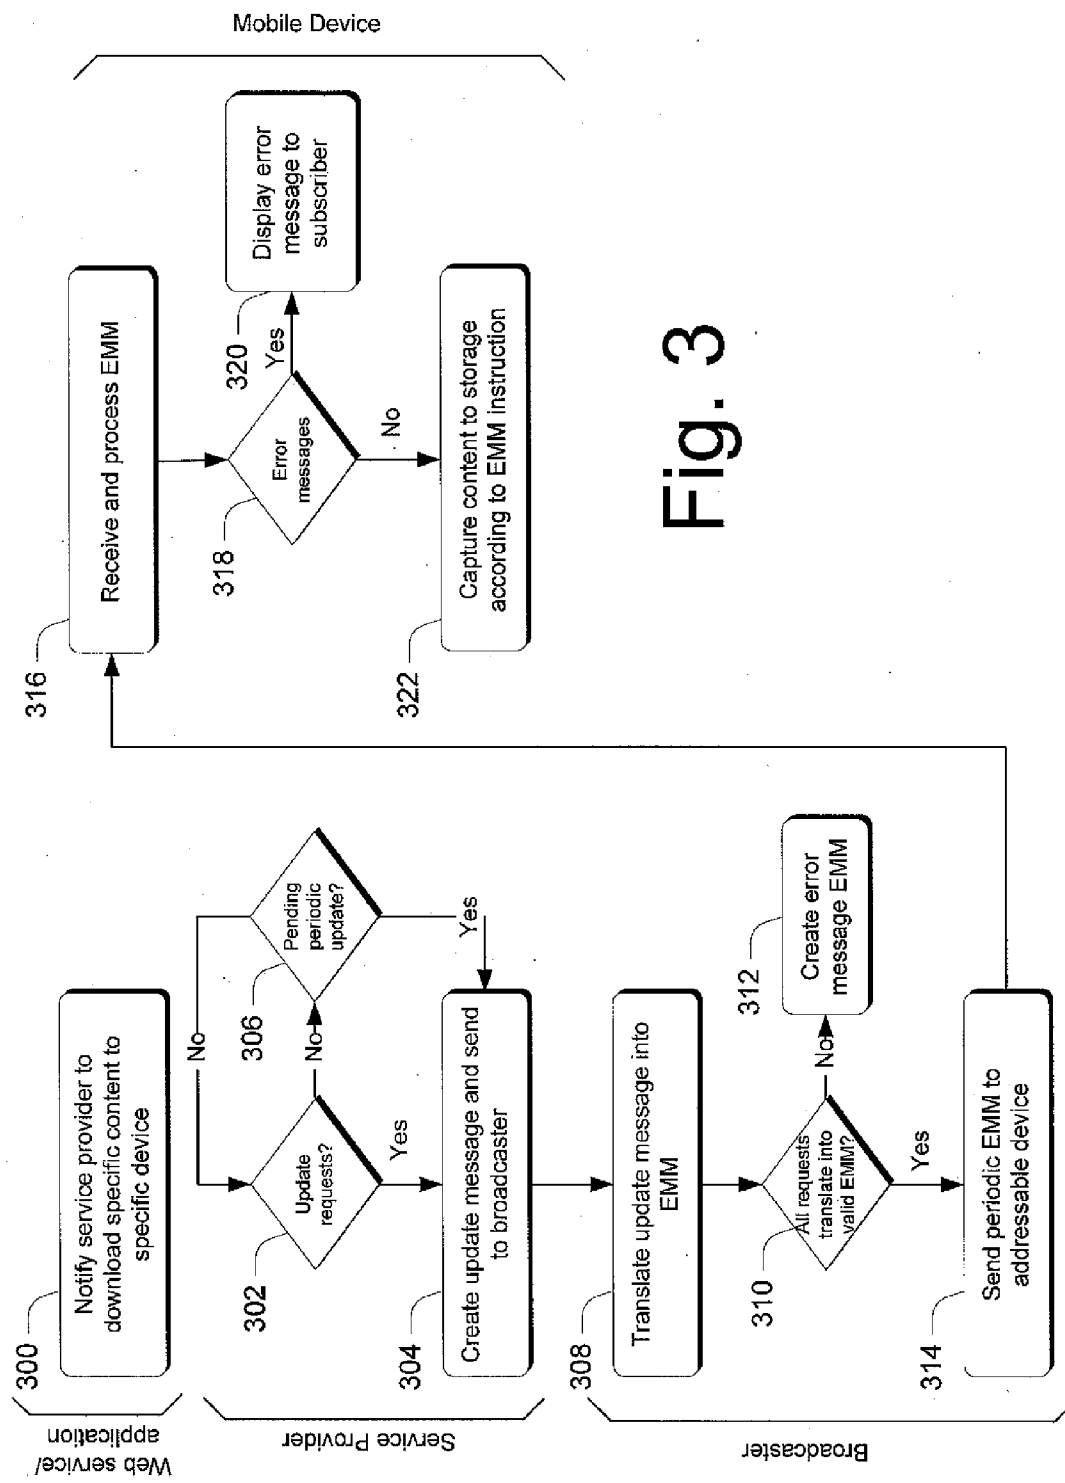 Web service/
application
300
Notify service provider to
download specific content to
specific device
Service Provider
302
Update
requests?
No
306
Pending
periodic
update?
No
Yes
Yes
304
Create update message and send
to broadcaster
Broadcaster
308
Translate update message into
EMM
310
All requests
translate into
valid EMM?
No
312
Create error
message EMM
Yes
314
Send periodic EMM to
addressable device
Mobile Device
316
Receive and process EMM
318
Error
messages
Yes
320
Display error
message to
subscriber
No
322
Capture content to storage
according to EMM instruction
Fig. 3